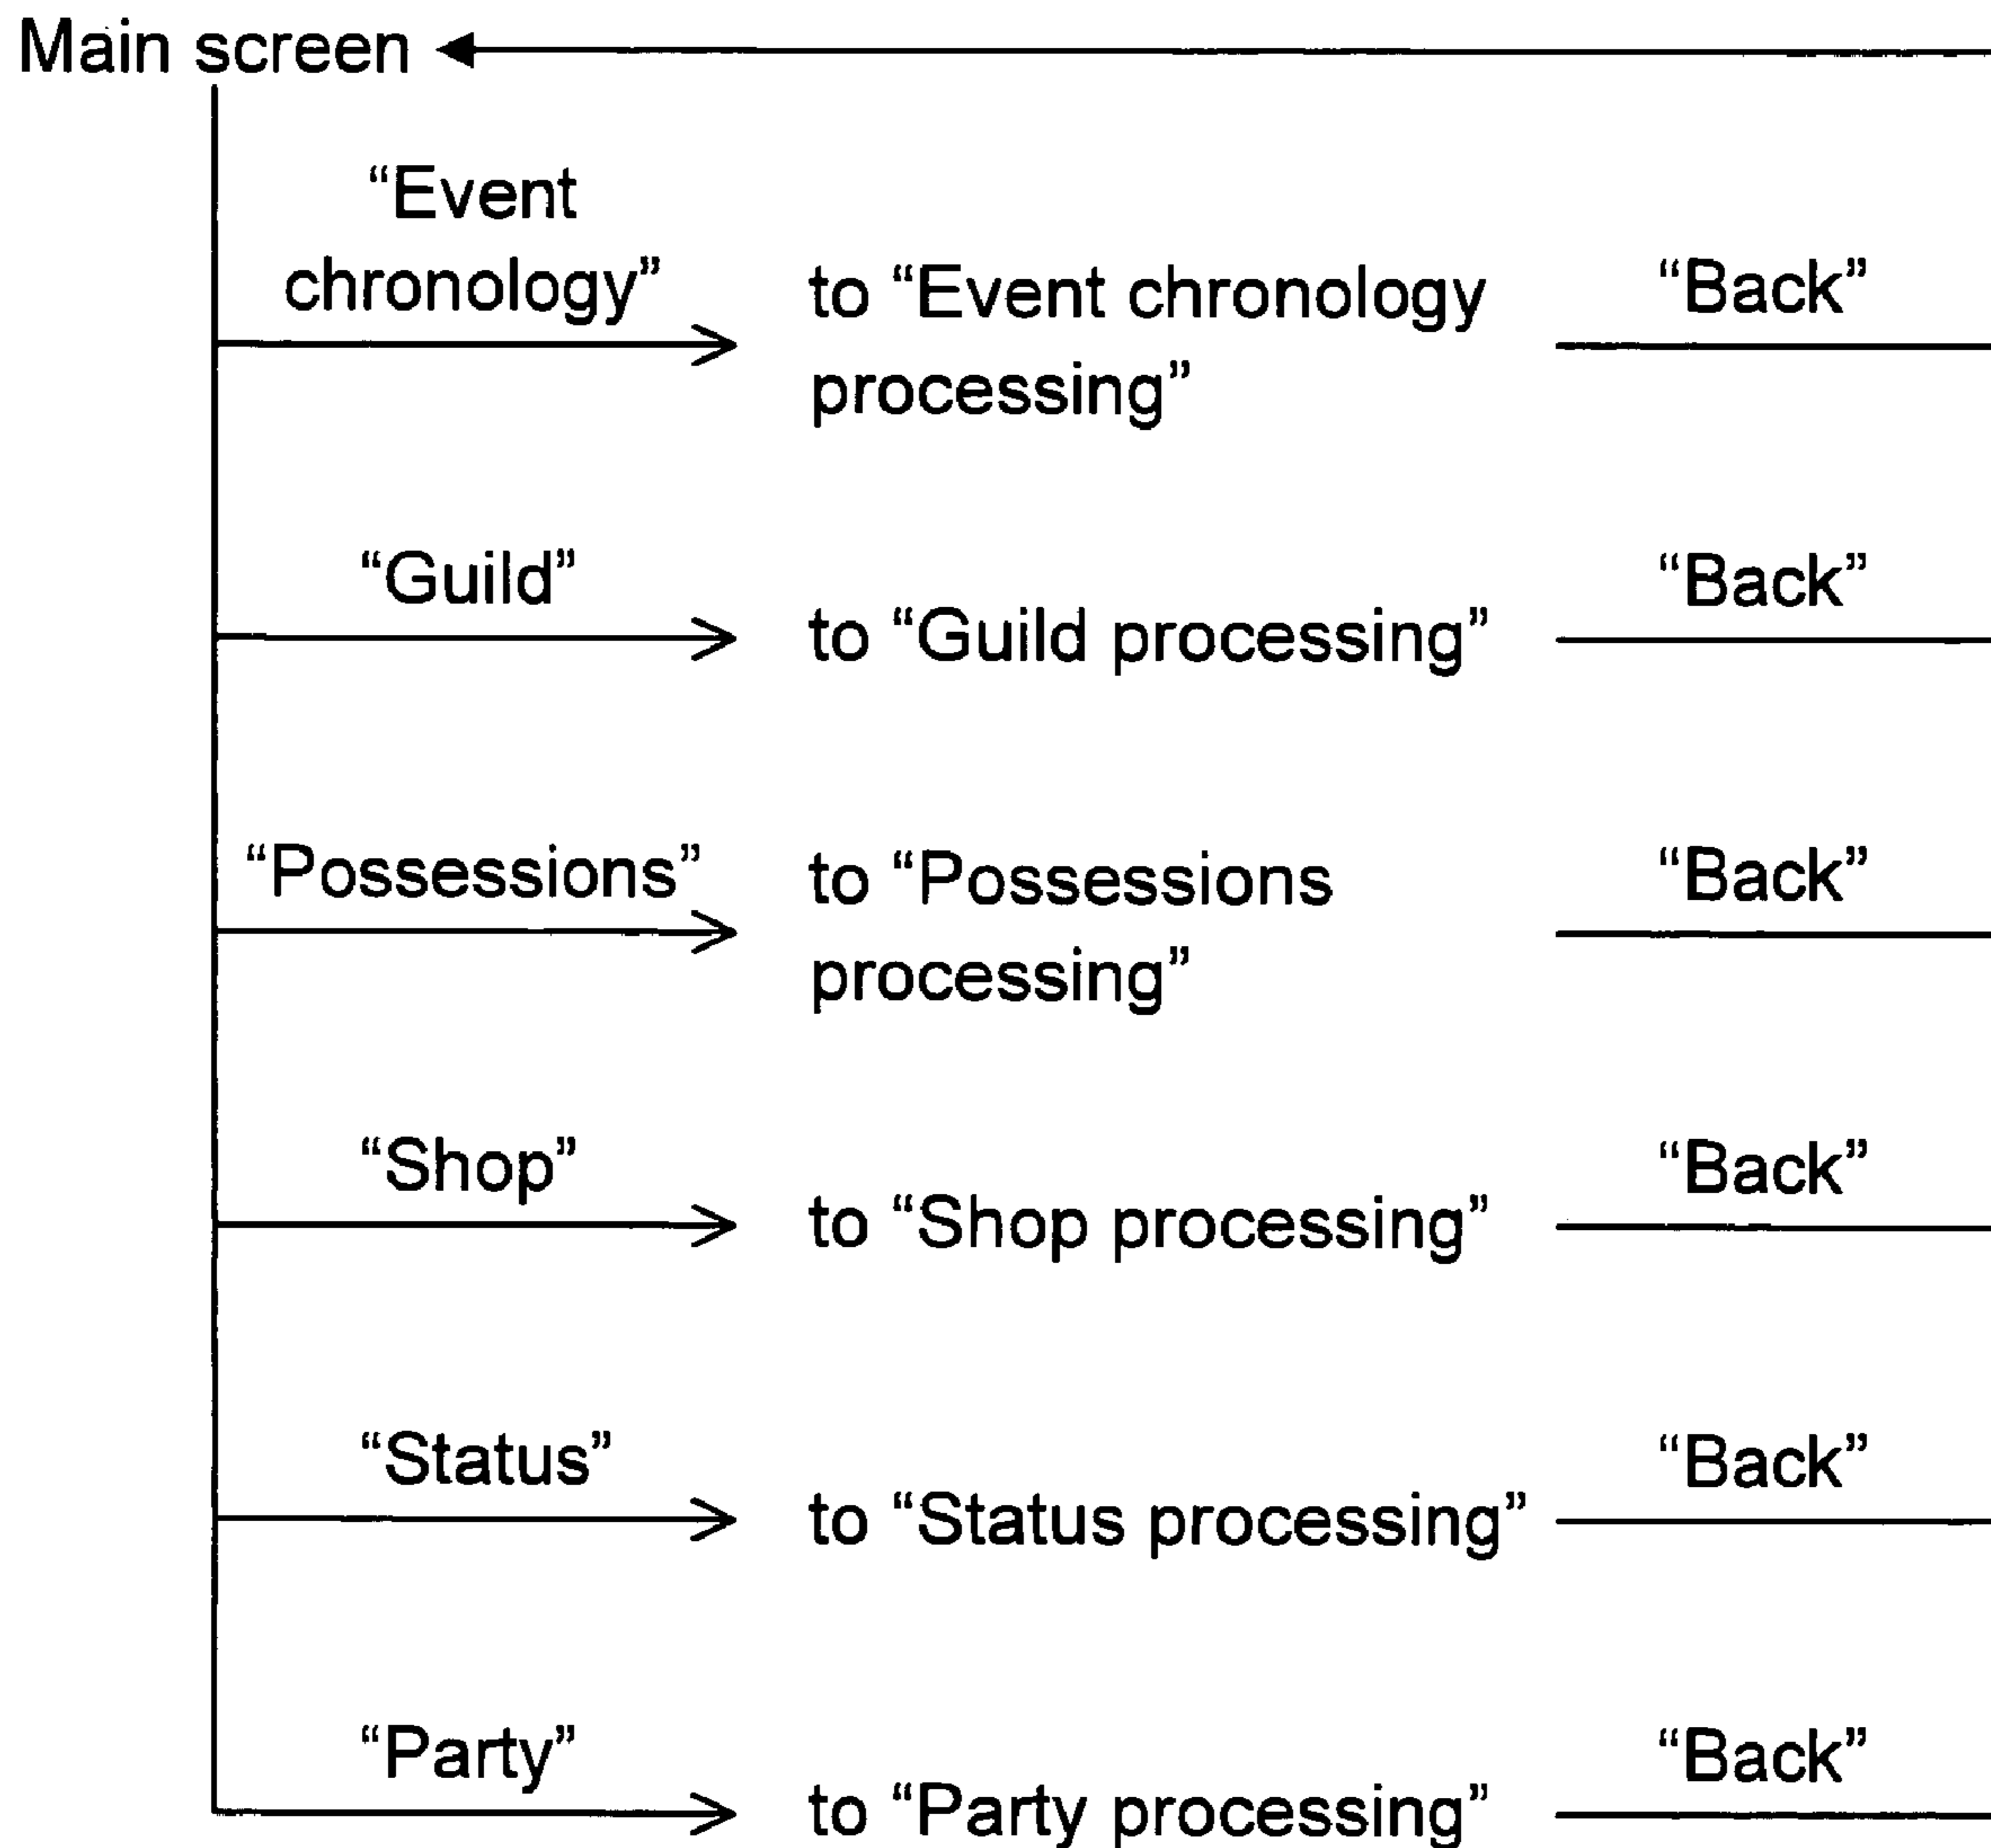 Main screen
“Event
chronology”
to “Event chronology
processing”
“Back”
“Guild”
to “Guild processing”
“Back”
“Possessions”
to “Possessions
processing”
“Back”
“Shop”
to “Shop processing”
“Back”
“Status”
to “Status processing”
“Back”
“Party”
to “Party processing”
“Back”